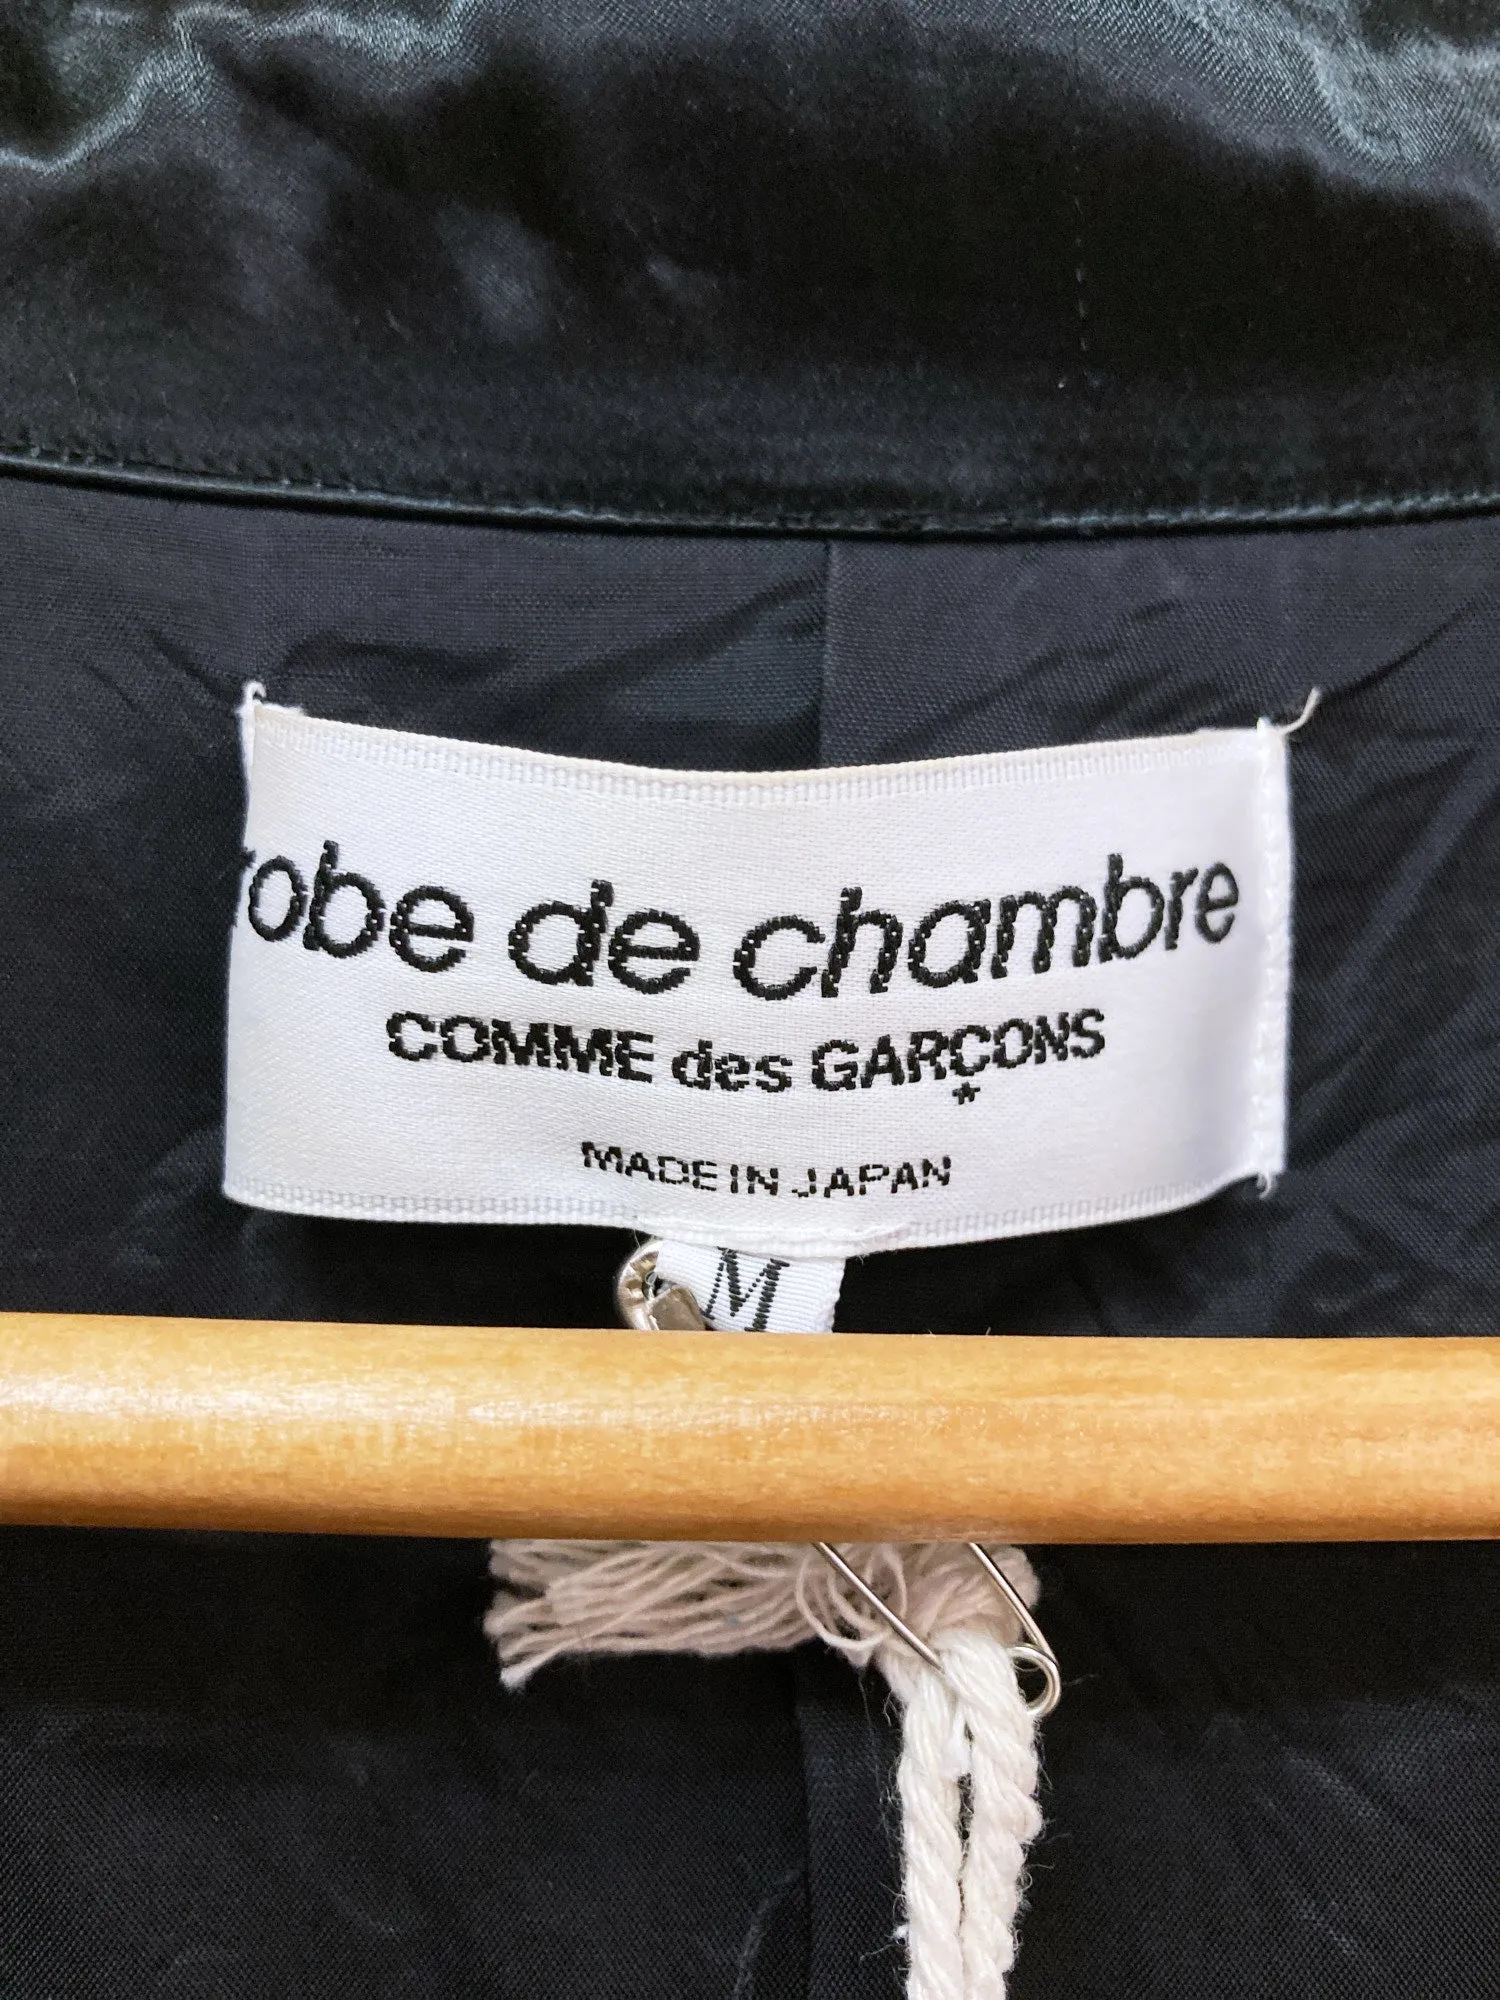 robe de chambre
COMME des GARÇONS
*
MADE IN JAPAN
M